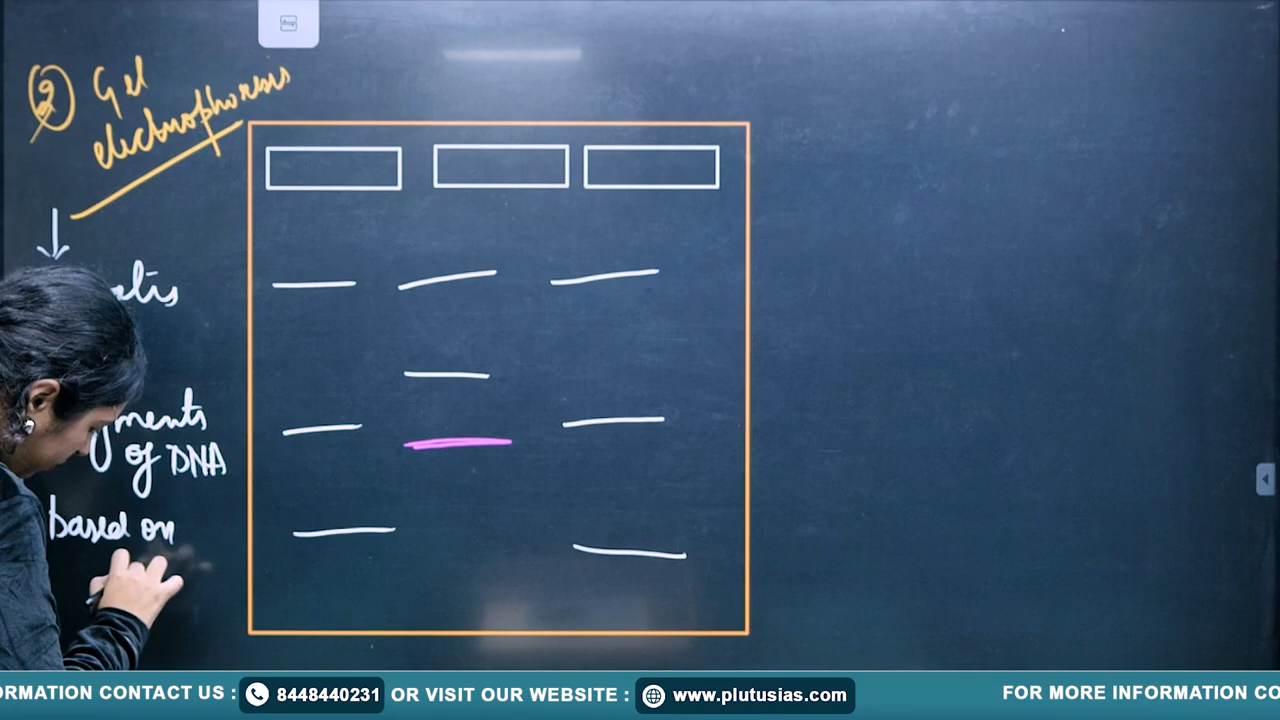 ② Gel
electrophoresis
ments
of DNA
based on
ORMATION CONTACT US : 8448440231 OR VISIT OUR WEBSITE : www.plutusias.com FOR MORE INFORMATION CO